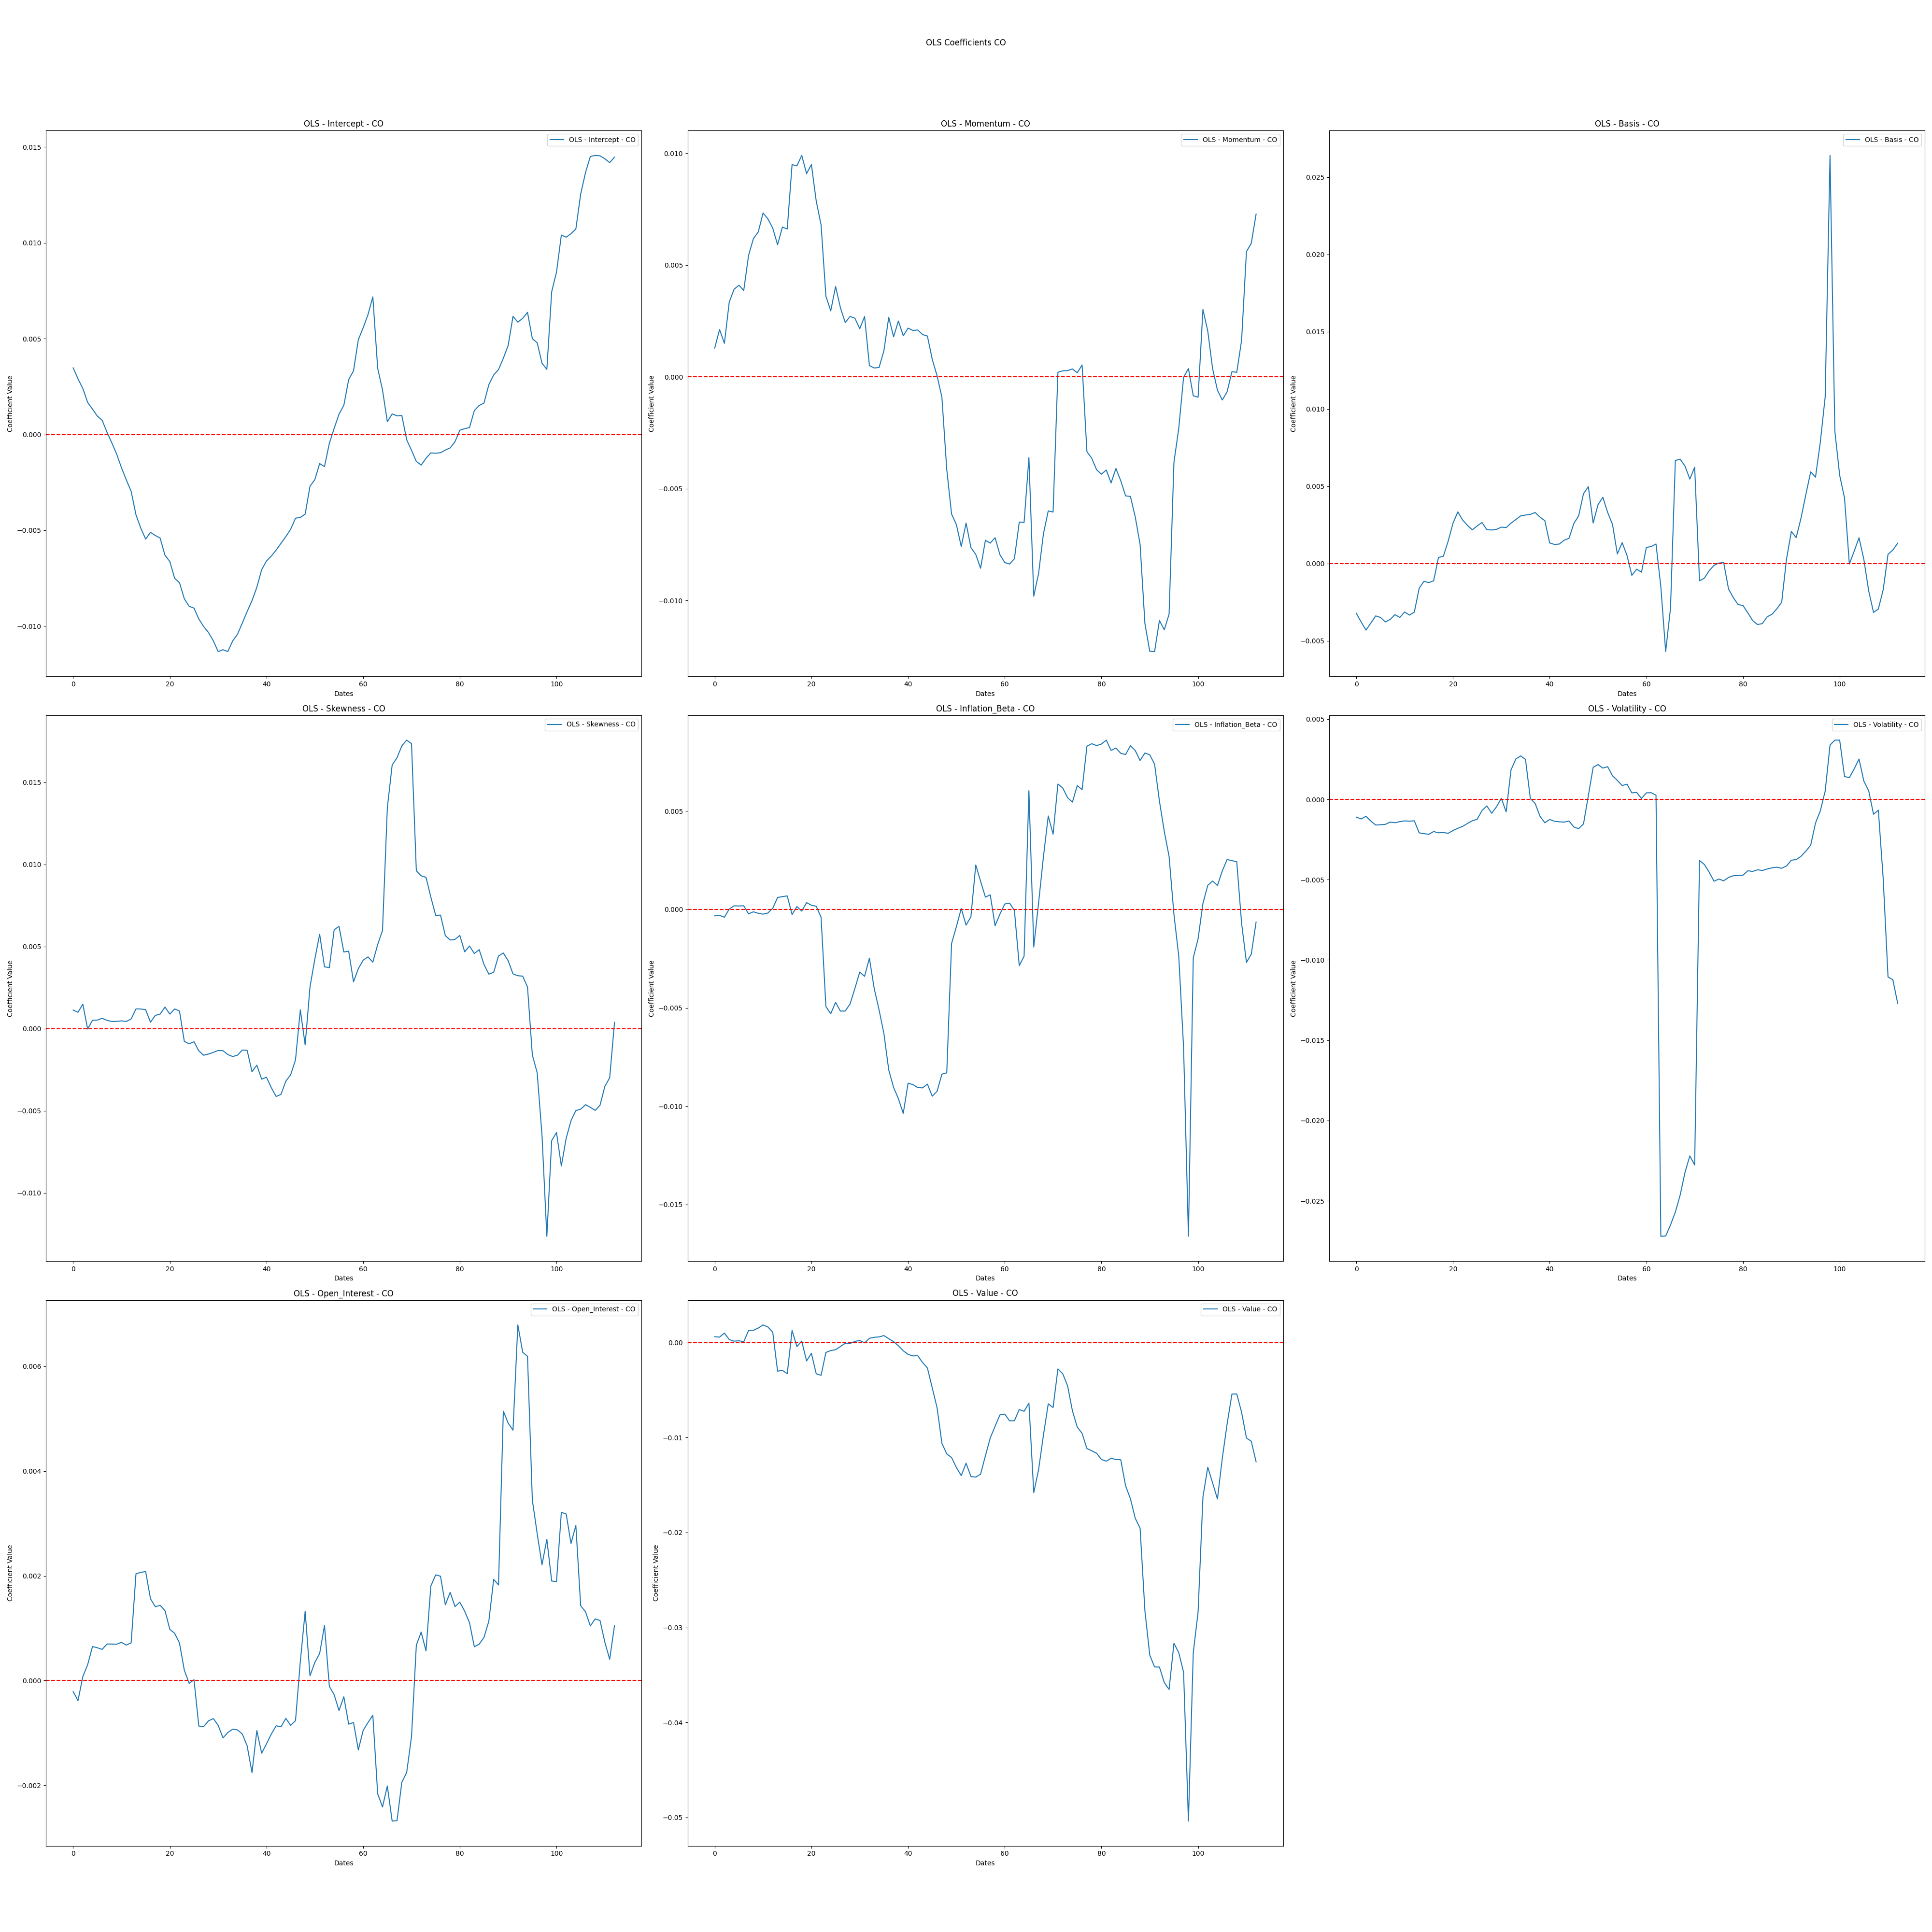 OLS Coefficients CO
OLS - Intercept - CO
OLS - Intercept - CO
0.015
0.010
0.005
0.000
−0.005
−0.010
Coefficient Value
0 20 40 60 80 100
Dates
OLS - Momentum - CO
OLS - Momentum - CO
0.010
0.005
0.000
−0.005
−0.010
Coefficient Value
0 20 40 60 80 100
Dates
OLS - Basis - CO
OLS - Basis - CO
0.025
0.020
0.015
0.010
0.005
0.000
−0.005
Coefficient Value
0 20 40 60 80 100
Dates
OLS - Skewness - CO
OLS - Skewness - CO
0.015
0.010
0.005
0.000
−0.005
−0.010
Coefficient Value
0 20 40 60 80 100
Dates
OLS - Inflation_Beta - CO
OLS - Inflation_Beta - CO
0.005
0.000
−0.005
−0.010
−0.015
Coefficient Value
0 20 40 60 80 100
Dates
OLS - Volatility - CO
OLS - Volatility - CO
0.005
0.000
−0.005
−0.010
−0.015
−0.020
−0.025
Coefficient Value
0 20 40 60 80 100
Dates
OLS - Open_Interest - CO
OLS - Open_Interest - CO
0.006
0.004
0.002
0.000
−0.002
Coefficient Value
0 20 40 60 80 100
Dates
OLS - Value - CO
OLS - Value - CO
0.00
−0.01
−0.02
−0.03
−0.04
−0.05
Coefficient Value
0 20 40 60 80 100
Dates